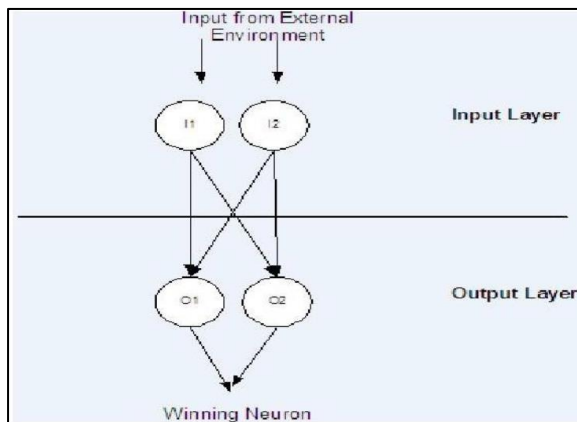 Input from External
Environment
I1
I2
Input Layer
O1
O2
Output Layer
Winning Neuron